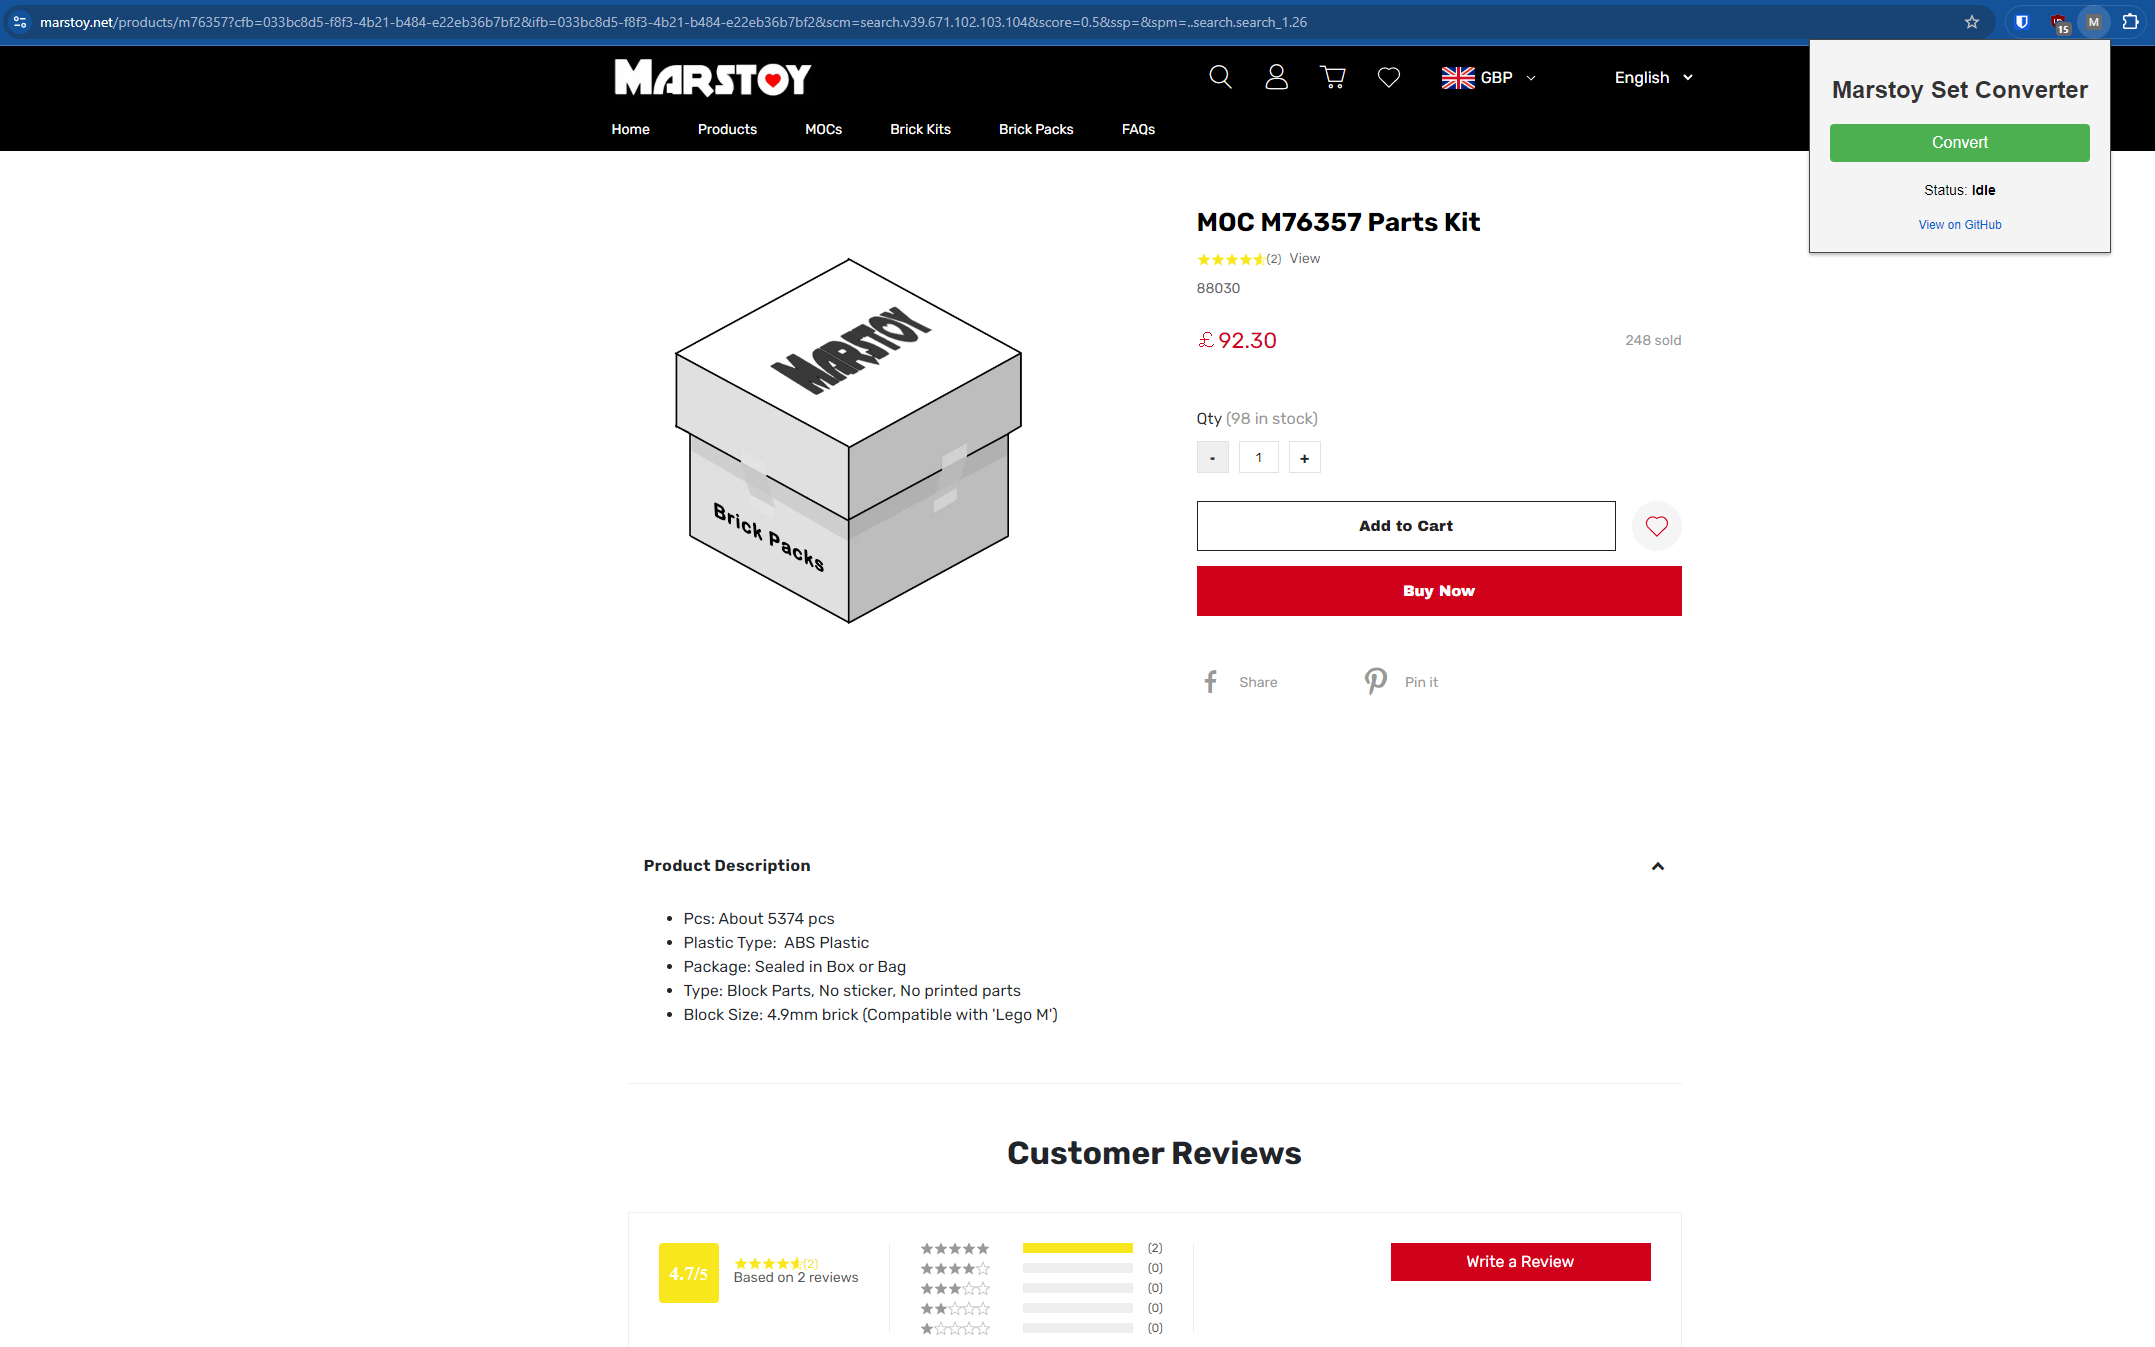 marstoy.net/products/m76357?cfb=033bc8d5-f8f3-4b21-b484-e22eb36b7bf2&ifb=033bc8d5-f8f3-4b21-b484-e22eb36b7bf2&scm=search.v39.671.102.103.104&score=0.5&ssp=&spm=..search.search_1.26
15
M
MARSTOY
GBP
English
Home
Products
MOCs
Brick Kits
Brick Packs
FAQs
Marstoy Set Converter
Convert
Status: Idle
View on GitHub
MARSTOY
Brick Packs
MOC M76357 Parts Kit
(2) View
88030
£ 92.30
248 sold
Qty (98 in stock)
- 1 +
Add to Cart
Buy Now
Share
Pin it
Product Description
Pcs: About 5374 pcs
Plastic Type: ABS Plastic
Package: Sealed in Box or Bag
Type: Block Parts, No sticker, No printed parts
Block Size: 4.9mm brick (Compatible with 'Lego M')
Customer Reviews
4.7/5
(2)
Based on 2 reviews
(2)
(0)
(0)
(0)
(0)
Write a Review